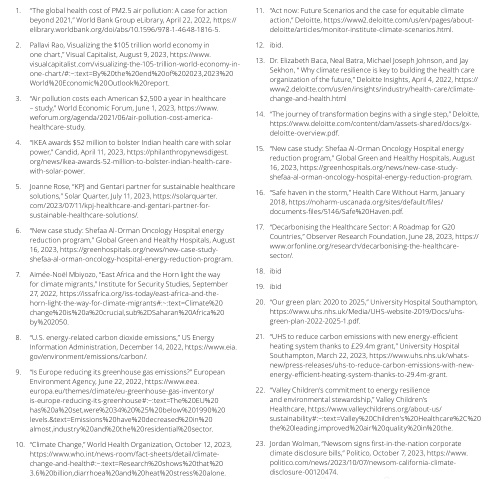 1. "The global health cost of PM2.5 air pollution: A case for action
beyond 2021," World Bank Group eLibrary, April 22, 2022, https://
elibrary.worldbank.org/doi/abs/10.1596/978-1-4648-1816-5.
2. Pallavi Rao, Visualizing the $105 trillion world economy in
one chart," Visual Capitalist, August 9, 2023, https://www.
visualcapitalist.com/visualizing-the-105-trillion-world-economy-in-
one-chart/#:~:text=By%20the%20end%20of%202023,2023%20
World%20Economic%20Outlook%20report.
3. "Air pollution costs each American $2,500 a year in healthcare
– study," World Economic Forum, June 1, 2023, https://www.
weforum.org/agenda/2021/06/air-pollution-cost-america-
healthcare-study.
4. "IKEA awards $52 million to bolster Indian health care with solar
power," Candid, April 11, 2023, https://philanthropynewsdigest.
org/news/ikea-awards-52-million-to-bolster-indian-health-care-
with-solar-power.
5. Joanne Rose, "KPJ and Gentari partner for sustainable healthcare
solutions," Solar Quarter, July 11, 2023, https://solarquarter.
com/2023/07/11/kpj-healthcare-and-gentari-partner-for-
sustainable-healthcare-solutions/.
6. "New case study: Shefaa Al-Orman Oncology Hospital energy
reduction program," Global Green and Healthy Hospitals, August
16, 2023, https://greenhospitals.org/news/new-case-study-
shefaa-al-orman-oncology-hospital-energy-reduction-program.
7. Aimée-Noël Mbiyozo, "East Africa and the Horn light the way
for climate migrants," Institute for Security Studies, September
27, 2022, https://issafrica.org/iss-today/east-africa-and-the-
horn-light-the-way-for-climate-migrants#:~:text=Climate%20
change%20is%20a%20crucial,sub%2DSaharan%20Africa%20
by%202050.
8. "U.S. energy-related carbon dioxide emissions," US Energy
Information Administration, December 14, 2022, https://www.eia.
gov/environment/emissions/carbon/.
9. "Is Europe reducing its greenhouse gas emissions?" European
Environment Agency, June 22, 2022, https://www.eea.
europa.eu/themes/climate/eu-greenhouse-gas-inventory/
is-europe-reducing-its-greenhouse#:~:text=The%20EU%20
has%20a%20set,were%2034%20%25%20below%201990%20
levels.&text=Emissions%20have%20decreased%20in%20
almost,industry%20and%20the%20residential%20sector.
10. "Climate Change," World Health Organization, October 12, 2023,
https://www.who.int/news-room/fact-sheets/detail/climate-
change-and-health#:~:text=Research%20shows%20that%20
3.6%20billion,diarrhoea%20and%20heat%20stress%20alone.
11. "Act now: Future Scenarios and the case for equitable climate
action," Deloitte, https://www2.deloitte.com/us/en/pages/about-
deloitte/articles/monitor-institute-climate-scenarios.html.
12. ibid.
13. Dr. Elizabeth Baca, Neal Batra, Michael Joseph Johnson, and Jay
Sekhon, " Why climate resilience is key to building the health care
organization of the future," Deloitte Insights, April 4, 2022, https://
www2.deloitte.com/us/en/insights/industry/health-care/climate-
change-and-health.html
14. "The journey of transformation begins with a single step," Deloitte,
https://www.deloitte.com/content/dam/assets-shared/docs/gx-
deloitte-overview.pdf.
15. "New case study: Shefaa Al-Orman Oncology Hospital energy
reduction program," Global Green and Healthy Hospitals, August
16, 2023, https://greenhospitals.org/news/new-case-study-
shefaa-al-orman-oncology-hospital-energy-reduction-program.
16. "Safe haven in the storm," Health Care Without Harm, January
2018, https://noharm-uscanada.org/sites/default/files/
documents-files/5146/Safe%20Haven.pdf.
17. "Decarbonising the Healthcare Sector: A Roadmap for G20
Countries," Observer Research Foundation, June 28, 2023, https://
www.orfonline.org/research/decarbonising-the-healthcare-
sector/.
18. ibid
19. ibid
20. "Our green plan: 2020 to 2025," University Hospital Southampton,
https://www.uhs.nhs.uk/Media/UHS-website-2019/Docs/uhs-
green-plan-2022-2025-1.pdf.
21. "UHS to reduce carbon emissions with new energy-efficient
heating system thanks to £29.4m grant," University Hospital
Southampton, March 22, 2023, https://www.uhs.nhs.uk/whats-
new/press-releases/uhs-to-reduce-carbon-emissions-with-new-
energy-efficient-heating-system-thanks-to-29.4m-grant.
22. "Valley Children's commitment to energy resilience
and environmental stewardship," Valley Children's
Healthcare, https://www.valleychildrens.org/about-us/
sustainability#:~:text=Valley%20Children's%20Healthcare%2C%20
the%20leading,improved%20air%20quality%20in%20the.
23. Jordan Wolman, "Newsom signs first-in-the-nation corporate
climate disclosure bills," Politico, October 7, 2023, https://www.
politico.com/news/2023/10/07/newsom-california-climate-
disclosure-00120474.